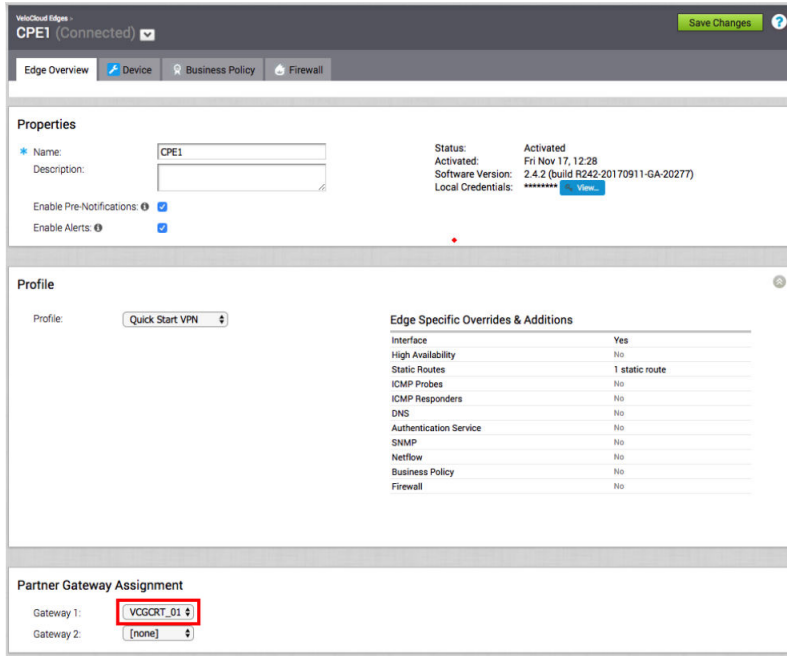 VeloCloud Edges -
CPE1 (Connected)
Save Changes
?
Edge Overview
Device
Business Policy
Firewall
Properties
* Name: CPE1
Description:
Enable Pre-Notifications:
Enable Alerts:
Status: Activated
Activated: Fri Nov 17, 12:28
Software Version: 2.4.2 (build R242-20170911-GA-20277)
Local Credentials: ******** View...
Profile
Profile: Quick Start VPN
Edge Specific Overrides & Additions
Interface Yes
High Availability No
Static Routes 1 static route
ICMP Probes No
ICMP Responders No
DNS No
Authentication Service No
SNMP No
Netflow No
Business Policy No
Firewall No
Partner Gateway Assignment
Gateway 1: VCGCRT_01
Gateway 2: [none]